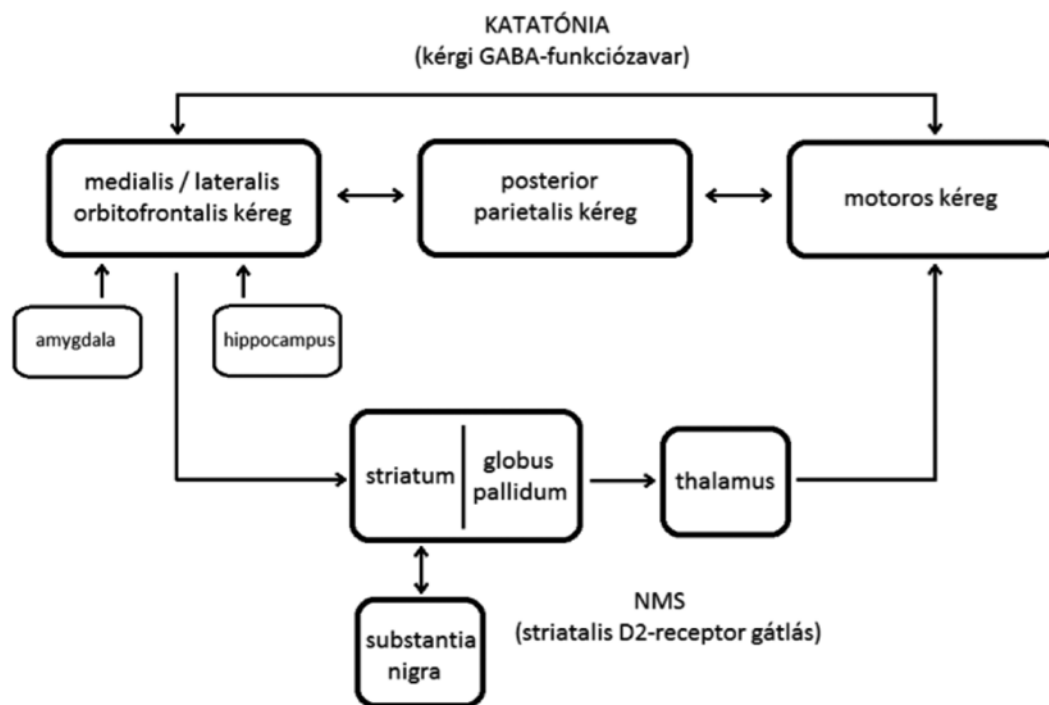 KATATÓNIA
(kérgi GABA-funkciózavar)
medialis / lateralis
orbitofrontalis kéreg
posterior
parietalis kéreg
motoros kéreg
amygdala
hippocampus
striatum
globus
pallidum
thalamus
substantia
nigra
NMS
(striatalis D2-receptor gátlás)